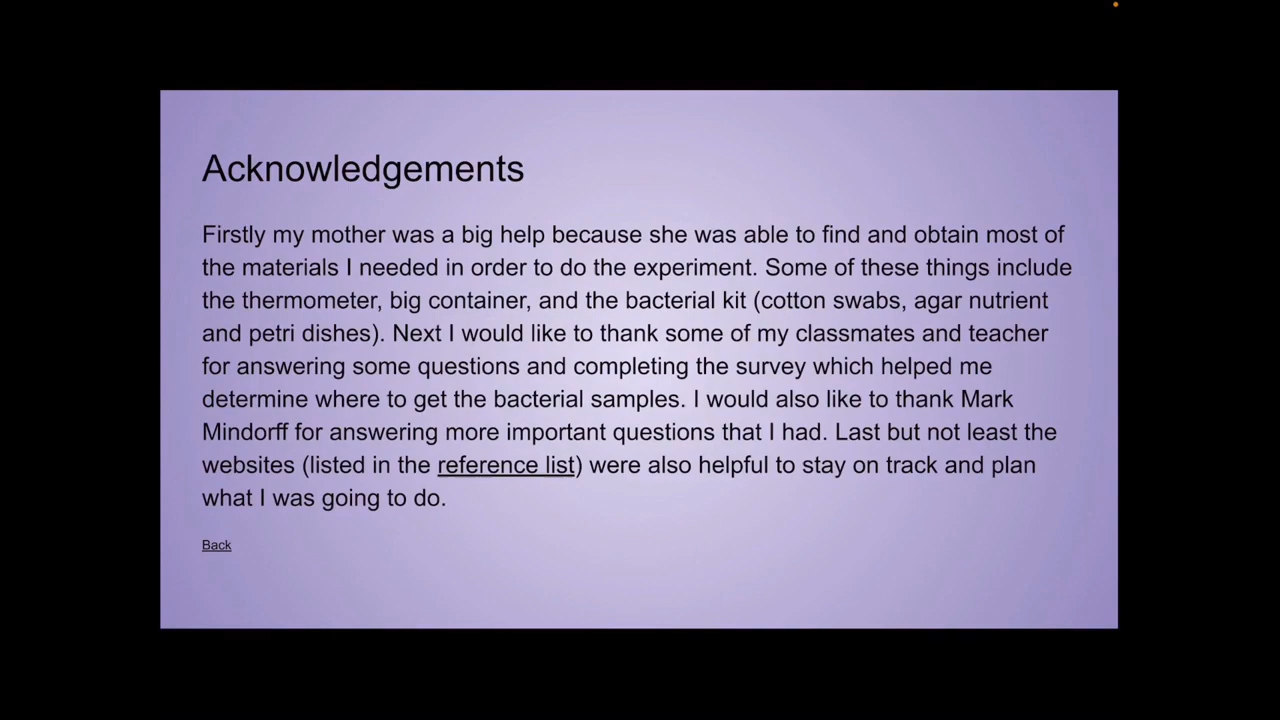 Acknowledgements
Firstly my mother was a big help because she was able to find and obtain most of
the materials I needed in order to do the experiment. Some of these things include
the thermometer, big container, and the bacterial kit (cotton swabs, agar nutrient
and petri dishes). Next I would like to thank some of my classmates and teacher
for answering some questions and completing the survey which helped me
determine where to get the bacterial samples. I would also like to thank Mark
Mindorff for answering more important questions that I had. Last but not least the
websites (listed in the reference list) were also helpful to stay on track and plan
what I was going to do.
Back